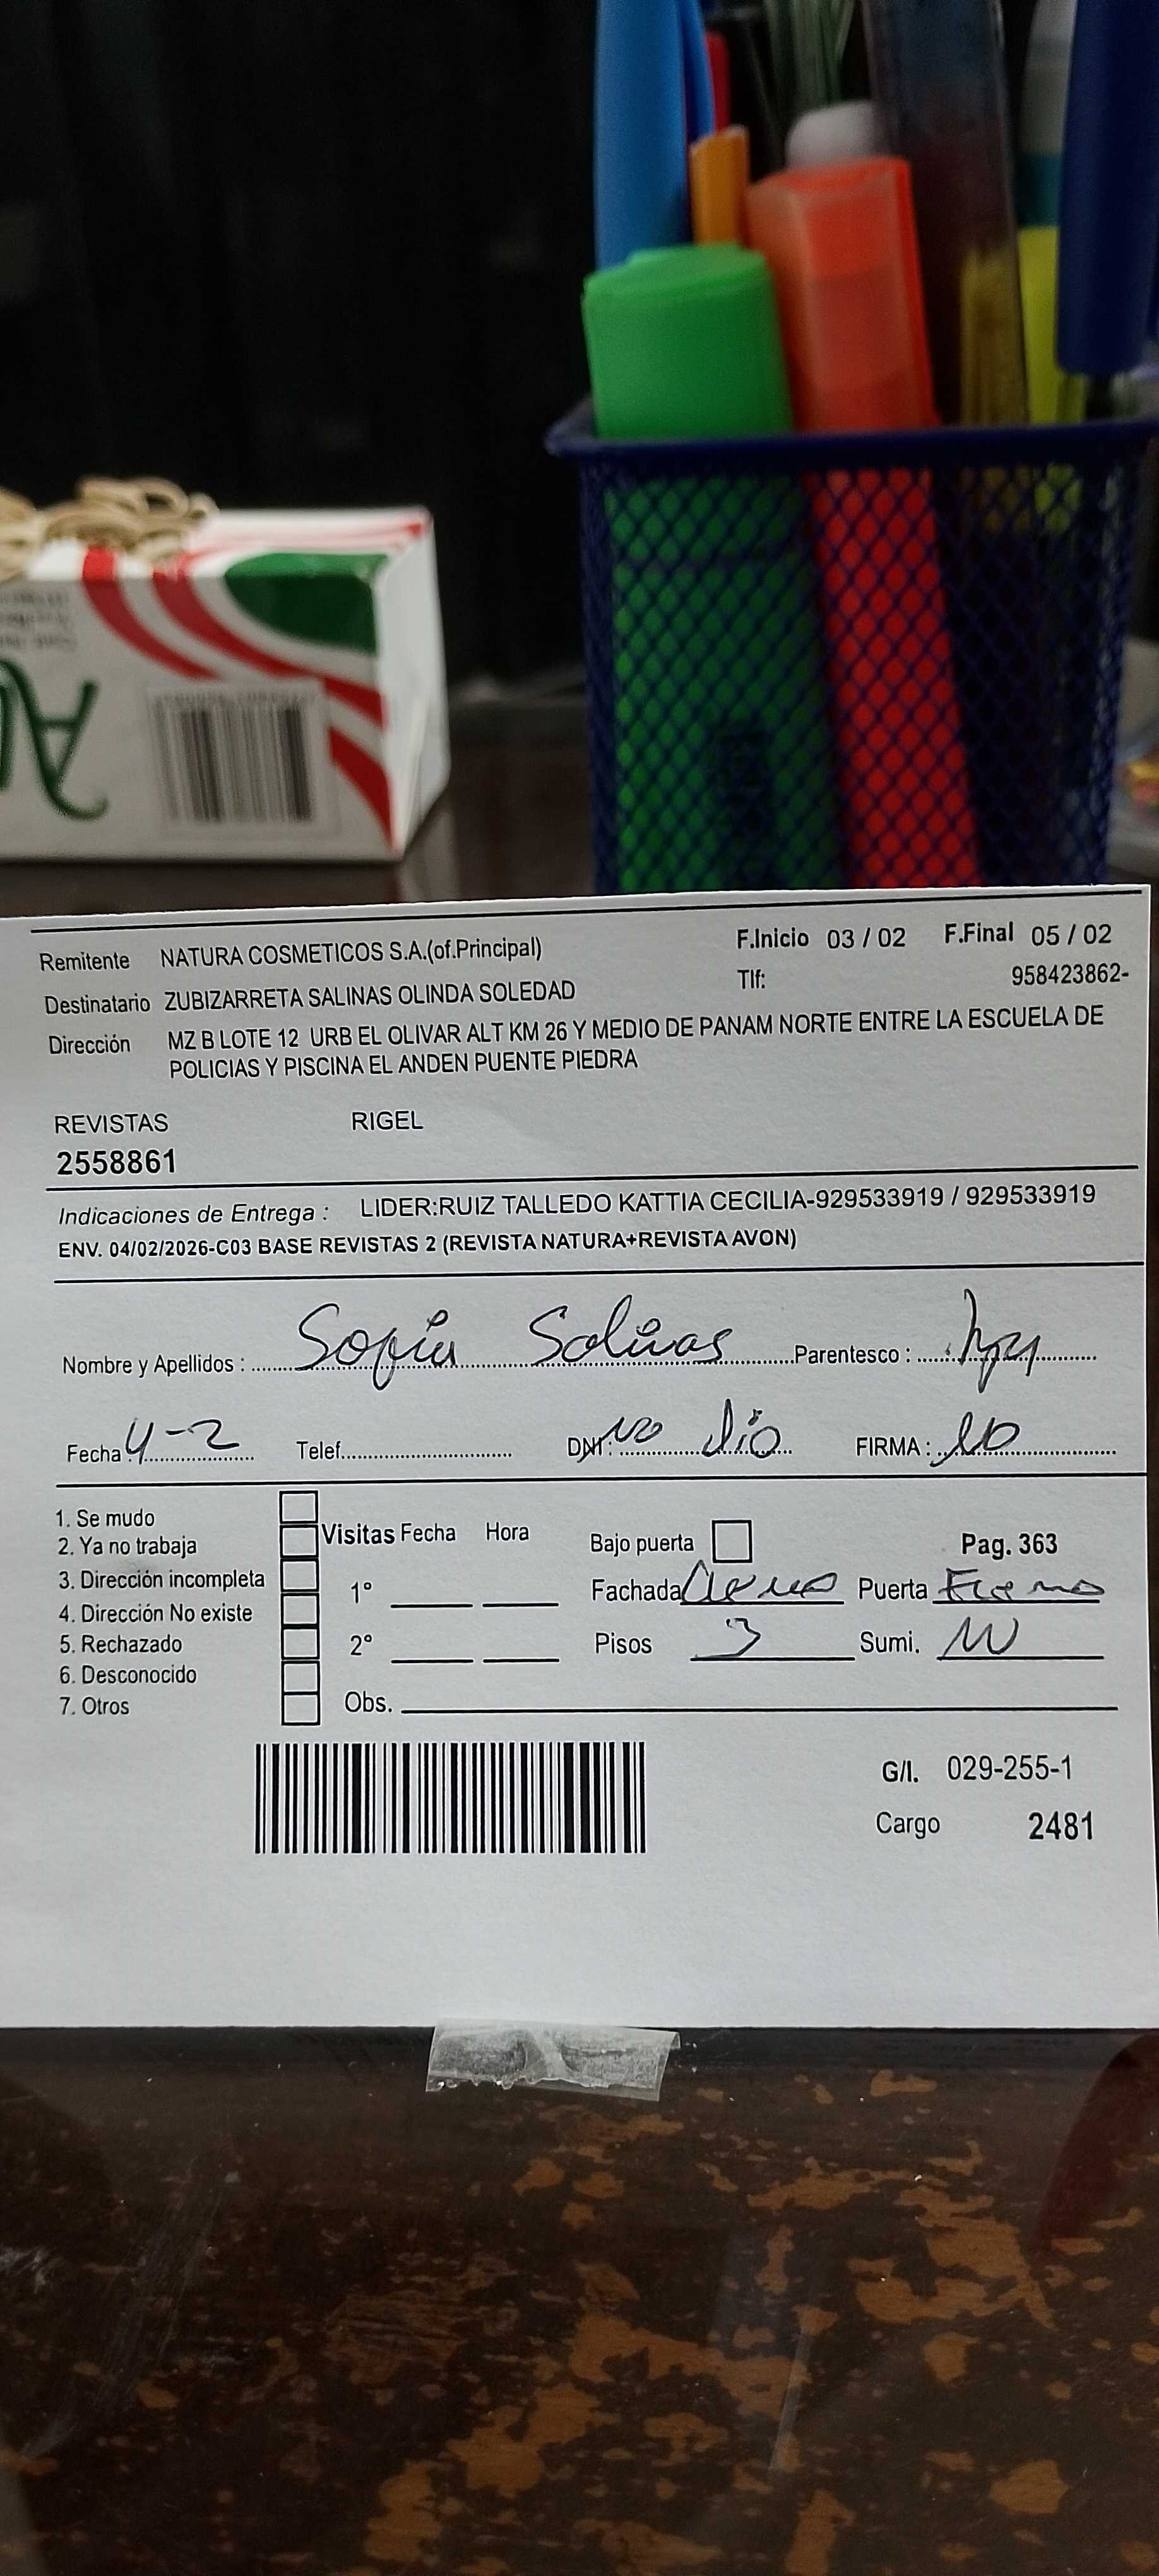 Remitente NATURA COSMETICOS S.A.(of.Principal) F.Inicio 03 / 02 F.Final 05 / 02
Destinatario ZUBIZARRETA SALINAS OLINDA SOLEDAD Tlf: 958423862-
Dirección MZ B LOTE 12 URB EL OLIVAR ALT KM 26 Y MEDIO DE PANAM NORTE ENTRE LA ESCUELA DE
POLICIAS Y PISCINA EL ANDEN PUENTE PIEDRA
REVISTAS RIGEL
2558861
Indicaciones de Entrega : LIDER:RUIZ TALLEDO KATTIA CECILIA-929533919 / 929533919
ENV. 04/02/2026-C03 BASE REVISTAS 2 (REVISTA NATURA+REVISTA AVON)
Nombre y Apellidos : Sofia Salinas Parentesco :
Fecha : 4-2 Telef. DNI: No dio FIRMA : no
1. Se mudo
2. Ya no trabaja Visitas Fecha Hora Bajo puerta Pag. 363
3. Dirección incompleta 1° Fachada Puerta Fierro
4. Dirección No existe
5. Rechazado 2° Pisos 3 Sumi.
6. Desconocido
7. Otros Obs.
G/l. 029-255-1
Cargo 2481